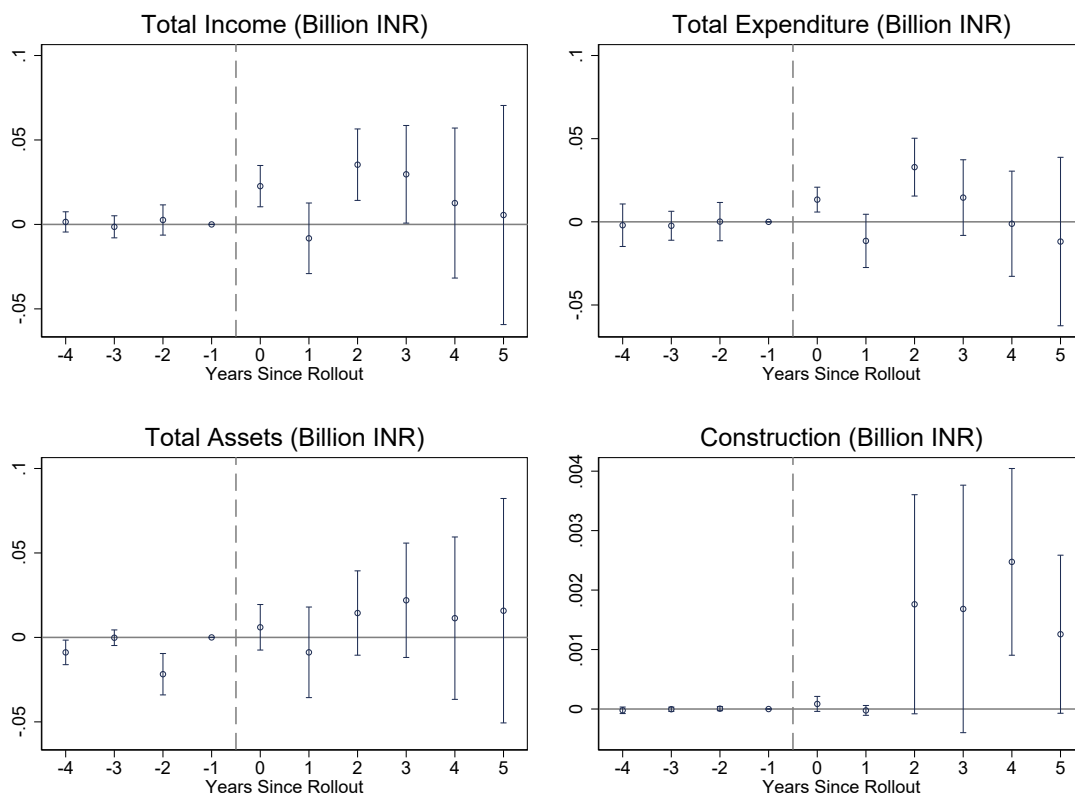 Total Income (Billion INR)
.1
.05
0
-.05
-4 -3 -2 -1 0 1 2 3 4 5
Years Since Rollout
Total Expenditure (Billion INR)
.1
.05
0
-.05
-4 -3 -2 -1 0 1 2 3 4 5
Years Since Rollout
Total Assets (Billion INR)
.1
.05
0
-.05
-4 -3 -2 -1 0 1 2 3 4 5
Years Since Rollout
Construction (Billion INR)
.004
.003
.002
.001
0
-4 -3 -2 -1 0 1 2 3 4 5
Years Since Rollout